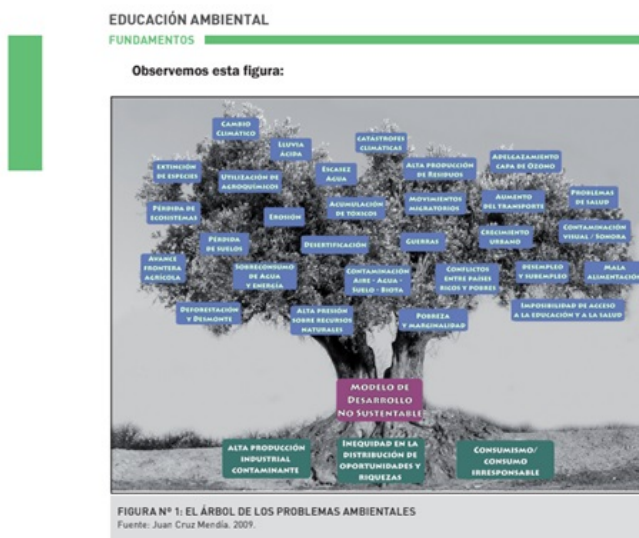 EDUCACIÓN AMBIENTAL
FUNDAMENTOS
Observemos esta figura:
CAMBIO
CLIMÁTICO
LLUVIA
ÁCIDA
CATÁSTROFES
CLIMÁTICAS
ADELGAZAMIENTO
CAPA DE OZONO
EXTINCIÓN
DE ESPECIES
UTILIZACIÓN DE
AGROQUÍMICOS
ESCASEZ
AGUA
ALTA PRODUCCIÓN
DE RESIDUOS
PROBLEMAS
DE SALUD
PÉRDIDA DE
ECOSISTEMAS
EROSIÓN
ACUMULACIÓN
DE TÓXICOS
MOVIMIENTOS
MIGRATORIOS
AUMENTO
DEL TRANSPORTE
CONTAMINACIÓN
VISUAL / SONORA
PÉRDIDA
DE SUELOS
DESERTIFICACIÓN
GUERRAS
CRECIMIENTO
URBANO
AVANCE
FRONTERA
AGRÍCOLA
SOBRECONSUMO
DE AGUA
Y ENERGÍA
CONTAMINACIÓN
AIRE - AGUA -
SUELO - BIOTA
CONFLICTOS
ENTRE PAÍSES
RICOS Y POBRES
DESEMPLEO
Y SUBEMPLEO
MALA
ALIMENTACIÓN
DEFORESTACIÓN
Y DESMONTE
ALTA PRESIÓN
SOBRE RECURSOS
NATURALES
POBREZA
Y MARGINALIDAD
IMPOSIBILIDAD DE ACCESO
A LA EDUCACIÓN Y A LA SALUD
MODELO DE
DESARROLLO
NO SUSTENTABLE
ALTA PRODUCCIÓN
INDUSTRIAL
CONTAMINANTE
INEQUIDAD EN LA
DISTRIBUCIÓN DE
OPORTUNIDADES Y
RIQUEZAS
CONSUMISMO/
CONSUMO
IRRESPONSABLE
FIGURA Nº 1: EL ÁRBOL DE LOS PROBLEMAS AMBIENTALES
Fuente: Juan Cruz Mendía. 2009.